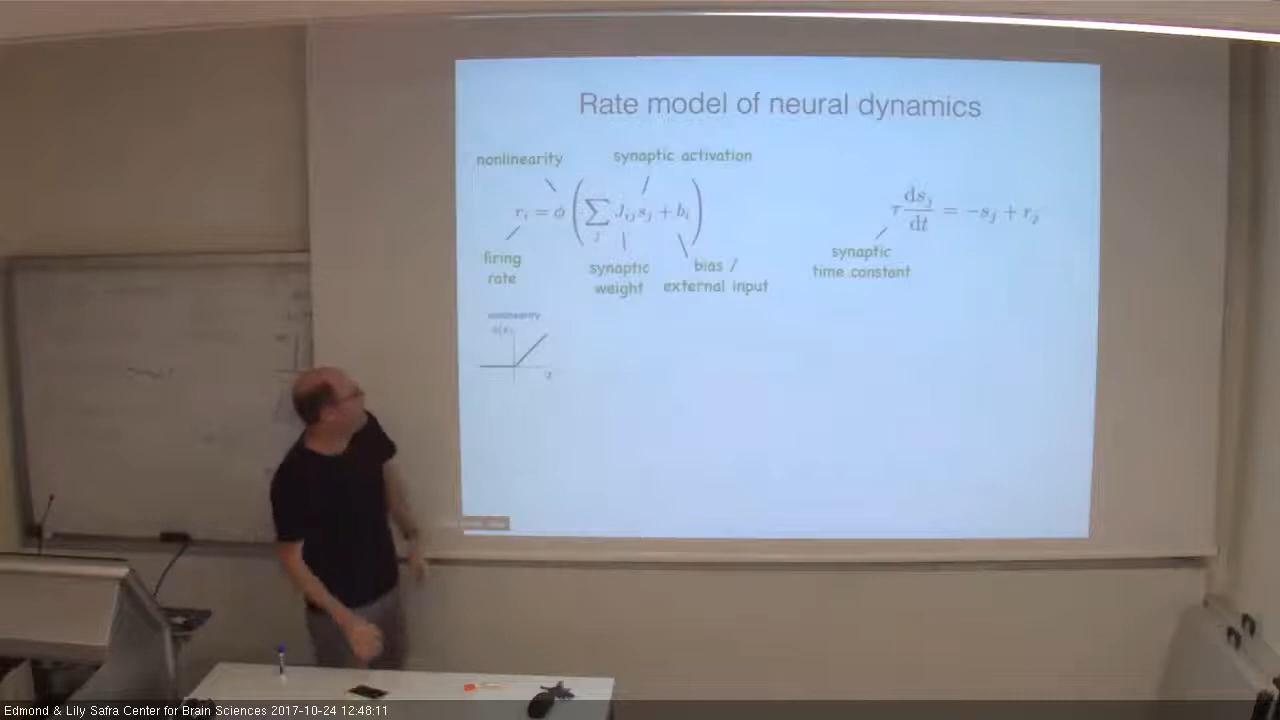 Rate model of neural dynamics
nonlinearity
synaptic activation
r_i = ϕ ( ∑_j J_ij s_j + b_i )
τ ds_j/dt = -s_j + r_j
firing
rate
synaptic
weight
bias /
external input
synaptic
time constant
nonlinearity
Edmond & Lily Safra Center for Brain Sciences 2017-10-24 12:48:11